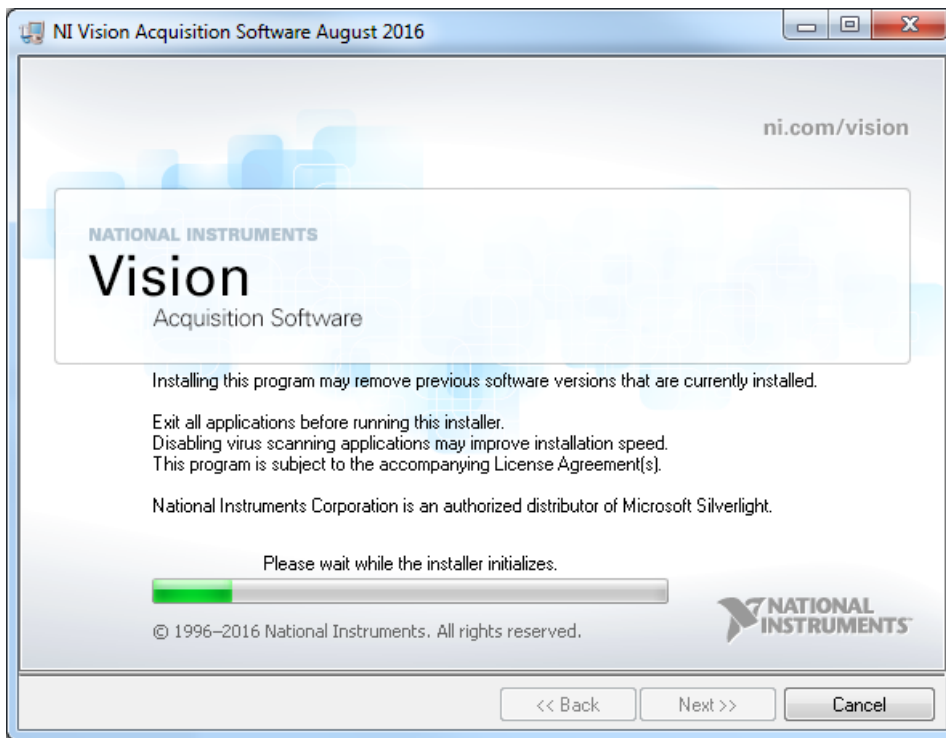 NI Vision Acquisition Software August 2016
ni.com/vision
NATIONAL INSTRUMENTS
Vision
Acquisition Software
Installing this program may remove previous software versions that are currently installed.
Exit all applications before running this installer.
Disabling virus scanning applications may improve installation speed.
This program is subject to the accompanying License Agreement(s).
National Instruments Corporation is an authorized distributor of Microsoft Silverlight.
Please wait while the installer initializes.
© 1996–2016 National Instruments. All rights reserved.
NATIONAL
INSTRUMENTS™
<< Back
Next >>
Cancel